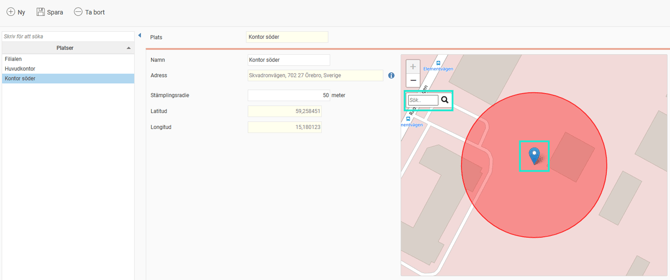 Ny Spara Ta bort
Skriv för att söka
Platser
Filialen
Huvudkontor
Kontor söder
Plats Kontor söder
Namn Kontor söder
Adress Skvadronvägen, 702 27 Örebro, Sverige
Stämplingsradie 50 meter
Latitud 59,258451
Longitud 15,180123
+
−
Sök...